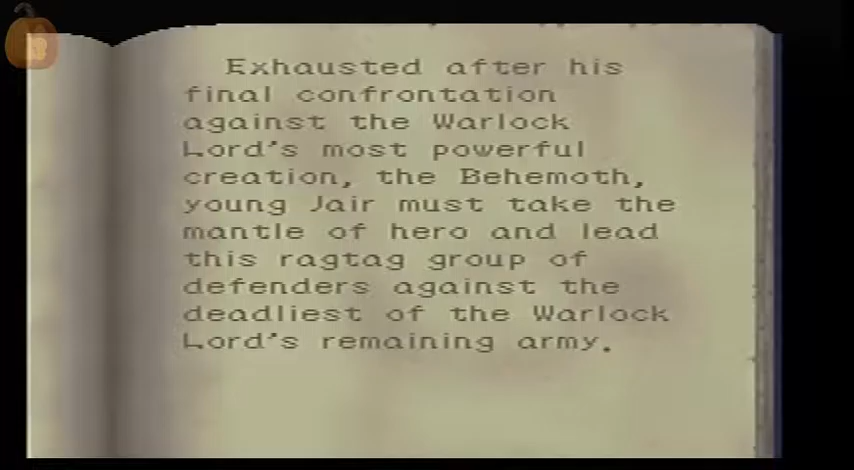 Exhausted after his
final confrontation
against the Warlock
Lord's most powerful
creation, the Behemoth,
young Jair must take the
mantle of hero and lead
this ragtag group of
defenders against the
deadliest of the Warlock
Lord's remaining army.